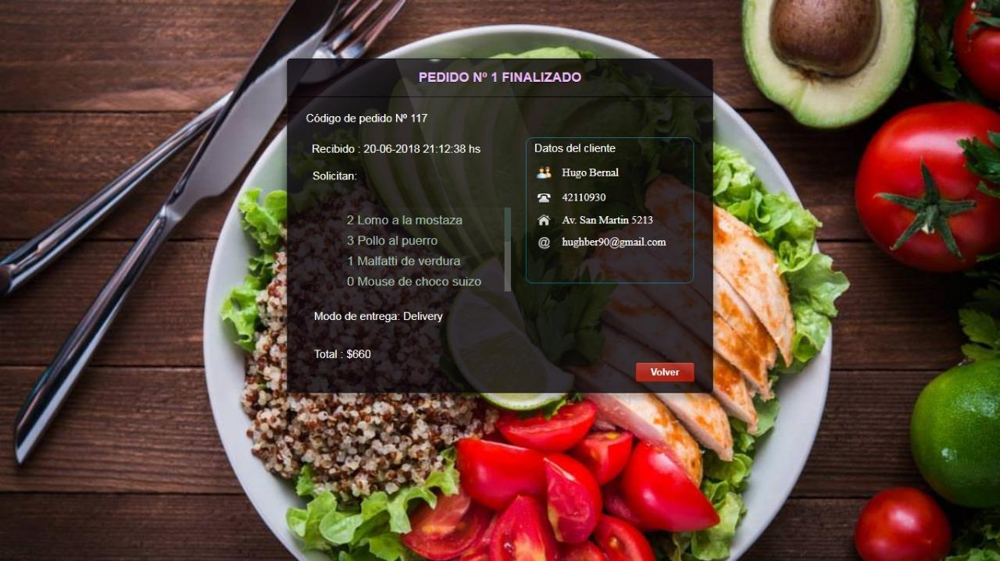 PEDIDO Nº 1 FINALIZADO
Código de pedido Nº 117
Recibido : 20-06-2018 21:12:38 hs
Solicitan:
2 Lomo a la mostaza
3 Pollo al puerro
1 Malfatti de verdura
0 Mouse de choco suizo
Modo de entrega: Delivery
Total : $660
Datos del cliente
Hugo Bernal
42110930
Av. San Martin 5213
hughber90@gmail.com
Volver